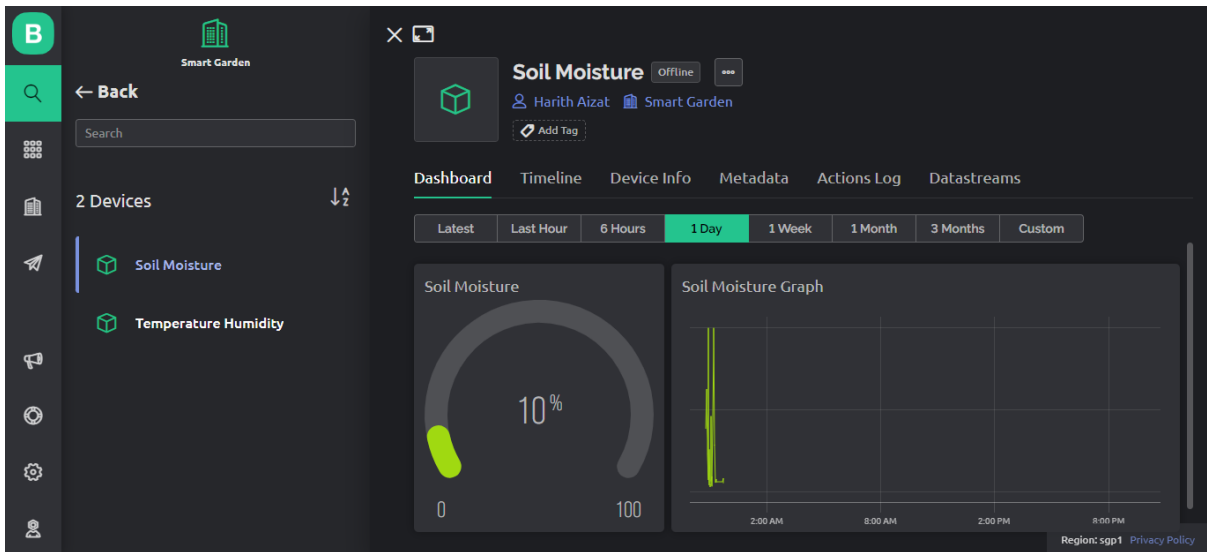 B
Smart Garden
← Back
Search
2 Devices
A
Z
Soil Moisture
Temperature Humidity
Soil Moisture Offline
Harith Aizat Smart Garden
Add Tag
Dashboard Timeline Device Info Metadata Actions Log Datastreams
Latest Last Hour 6 Hours 1 Day 1 Week 1 Month 3 Months Custom
Soil Moisture
10%
0 100
Soil Moisture Graph
2:00 AM 8:00 AM 2:00 PM 8:00 PM
Region: sgp1 Privacy Policy